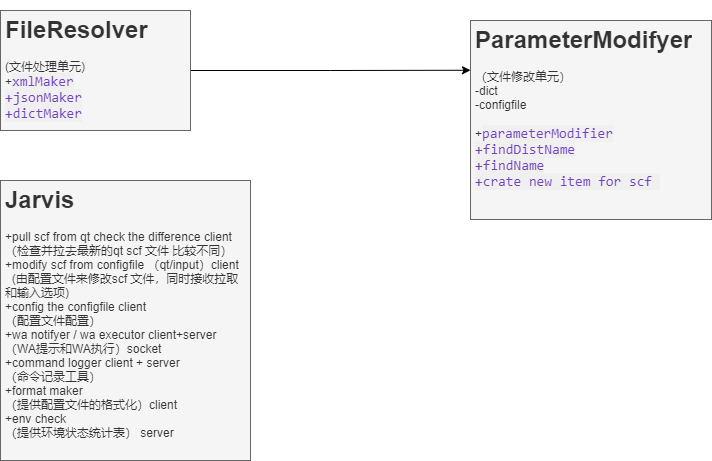 FileResolver
(文件处理单元)
+xmlMaker
+jsonMaker
+dictMaker
ParameterModifyer
（文件修改单元）
-dict
-configfile
+parameterModifier
+findDistName
+findName
+crate new item for scf
Jarvis
+pull scf from qt check the difference client
（检查并拉去最新的qt scf 文件 比较不同）
+modify scf from configfile （qt/input）client
(由配置文件来修改scf 文件，同时接收拉取
和输入选项)
+config the configfile client
（配置文件配置）
+wa notifyer / wa executor client+server
（WA提示和WA执行）socket
+command logger client + server
（命令记录工具）
+format maker
（提供配置文件的格式化）client
+env check
（提供环境状态统计表） server